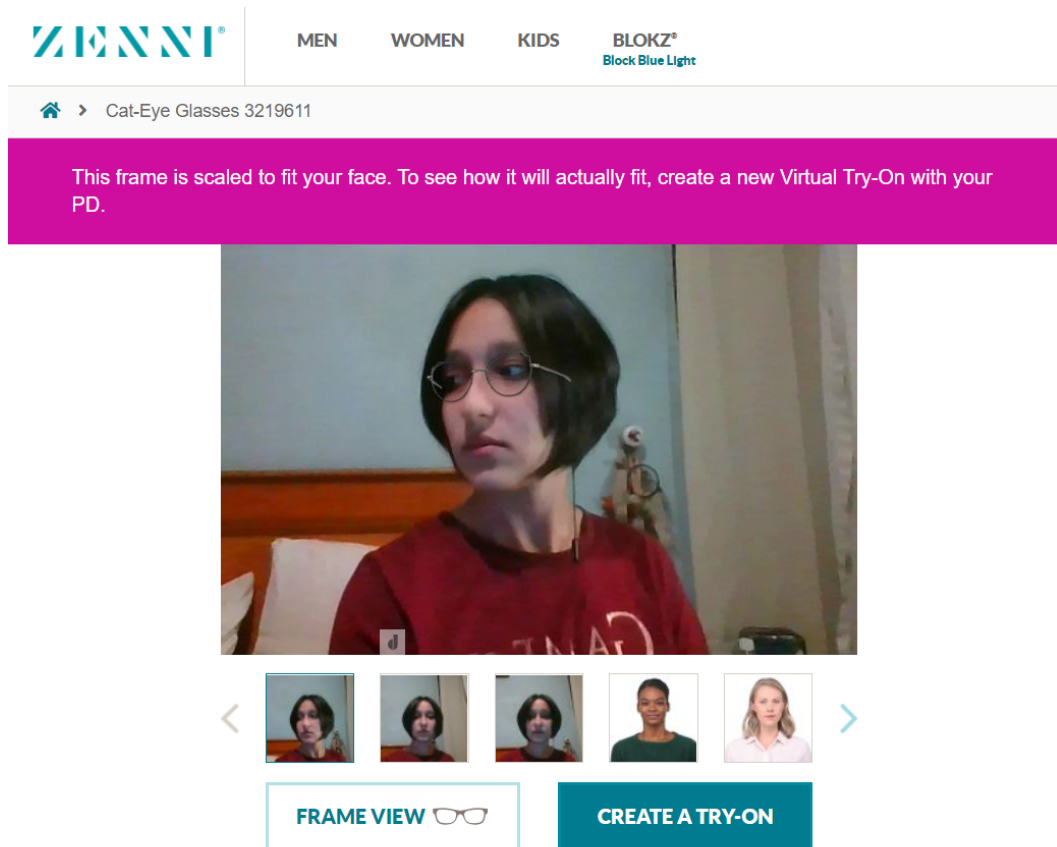 ZENNI®
MEN WOMEN KIDS BLOKZ®
Block Blue Light
Cat-Eye Glasses 3219611
This frame is scaled to fit your face. To see how it will actually fit, create a new Virtual Try-On with your
PD.
d
FRAME VIEW
CREATE A TRY-ON